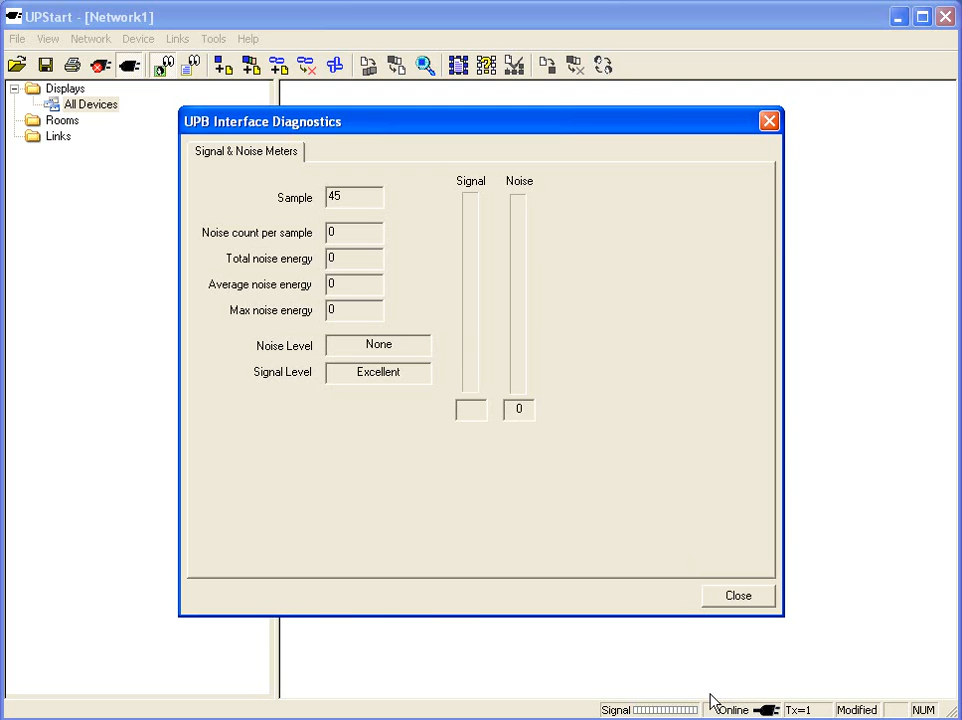 UPStart - [Network1]
File View Network Device Links Tools Help
Displays
All Devices
Rooms
Links
UPB Interface Diagnostics
Signal & Noise Meters
Signal Noise
Sample 45
Noise count per sample 0
Total noise energy 0
Average noise energy 0
Max noise energy 0
Noise Level None
Signal Level Excellent
0
Close
Signal Online Tx=1 Modified NUM